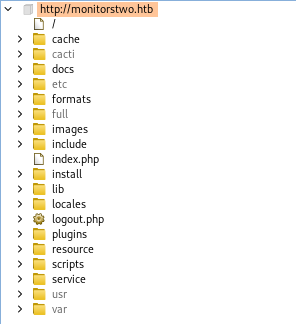 http://monitorstwo.htb
/
cache
cacti
docs
etc
formats
full
images
include
index.php
install
lib
locales
logout.php
plugins
resource
scripts
service
usr
var